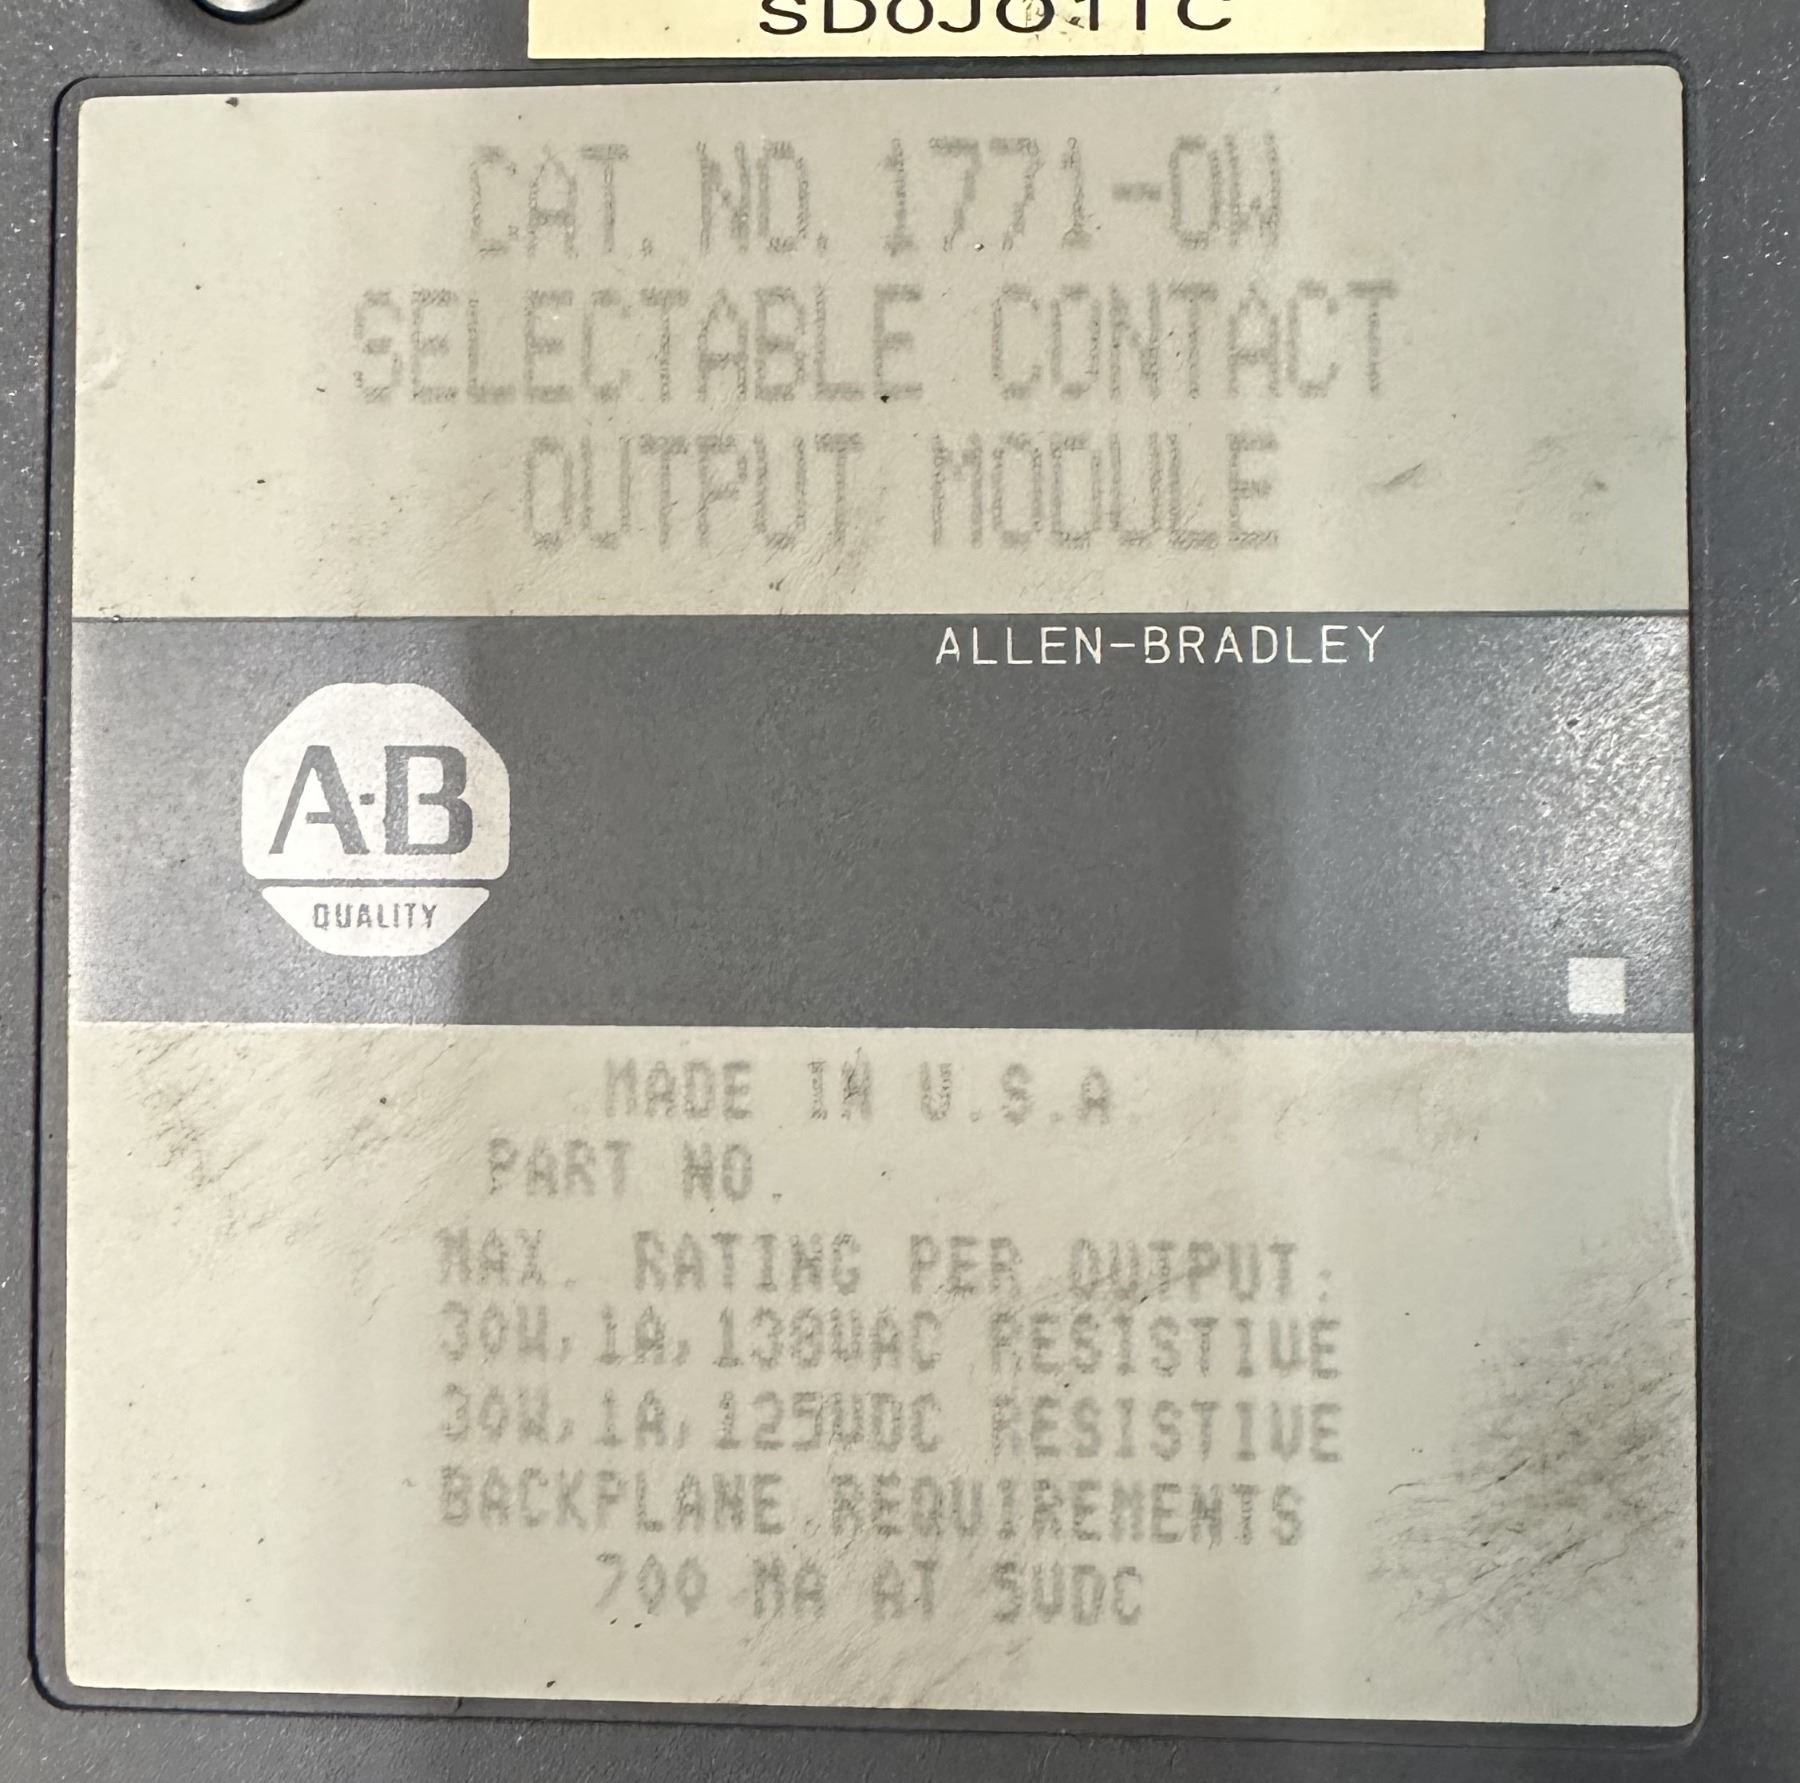 CAT. NO. 1771-OW
SELECTABLE CONTACT
OUTPUT MODULE
ALLEN-BRADLEY
A·B
QUALITY
MADE IN U.S.A.
PART NO.
MAX. RATING PER OUTPUT:
30W, 1A, 138VAC RESISTIVE
30W, 1A, 125VDC RESISTIVE
BACKPLANE REQUIREMENTS
700 MA AT 5VDC